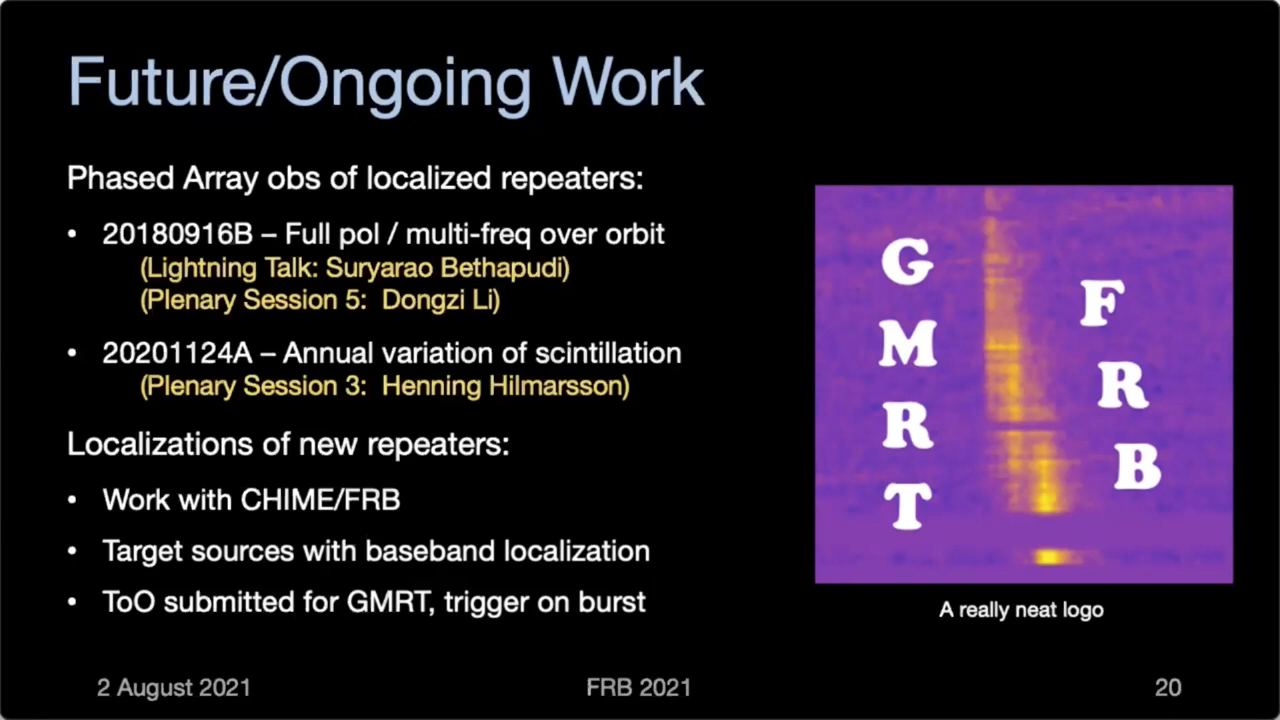 Future/Ongoing Work
Phased Array obs of localized repeaters:
• 20180916B – Full pol / multi-freq over orbit
(Lightning Talk: Suryarao Bethapudi)
(Plenary Session 5: Dongzi Li)
• 20201124A – Annual variation of scintillation
(Plenary Session 3: Henning Hilmarsson)
Localizations of new repeaters:
• Work with CHIME/FRB
• Target sources with baseband localization
• ToO submitted for GMRT, trigger on burst
GMRT
FRB
A really neat logo
2 August 2021
FRB 2021
20